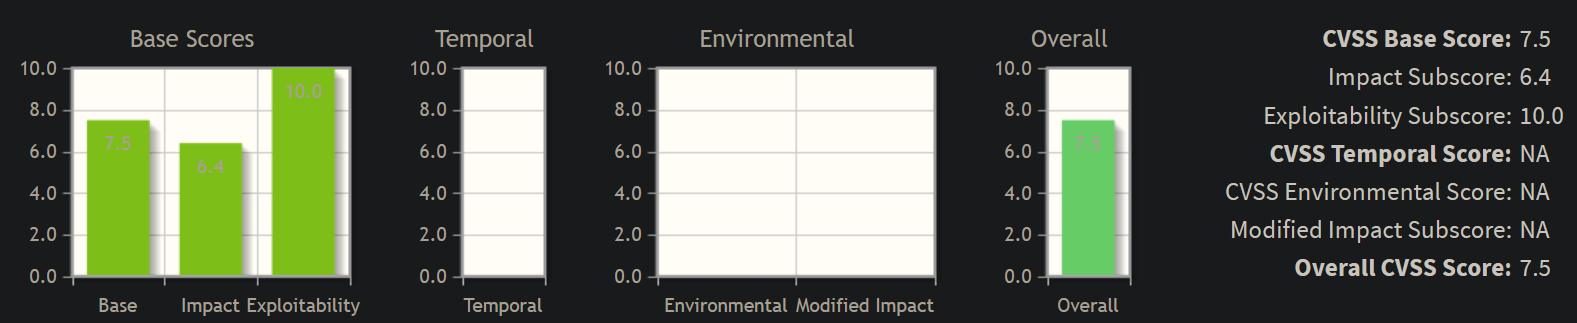 Base Scores
10.0
8.0
6.0
4.0
2.0
0.0
7.5
6.4
10.0
Base
Impact
Exploitability
Temporal
10.0
8.0
6.0
4.0
2.0
0.0
Temporal
Environmental
10.0
8.0
6.0
4.0
2.0
0.0
Environmental
Modified Impact
Overall
10.0
8.0
6.0
4.0
2.0
0.0
7.5
Overall
CVSS Base Score: 7.5
Impact Subscore: 6.4
Exploitability Subscore: 10.0
CVSS Temporal Score: NA
CVSS Environmental Score: NA
Modified Impact Subscore: NA
Overall CVSS Score: 7.5